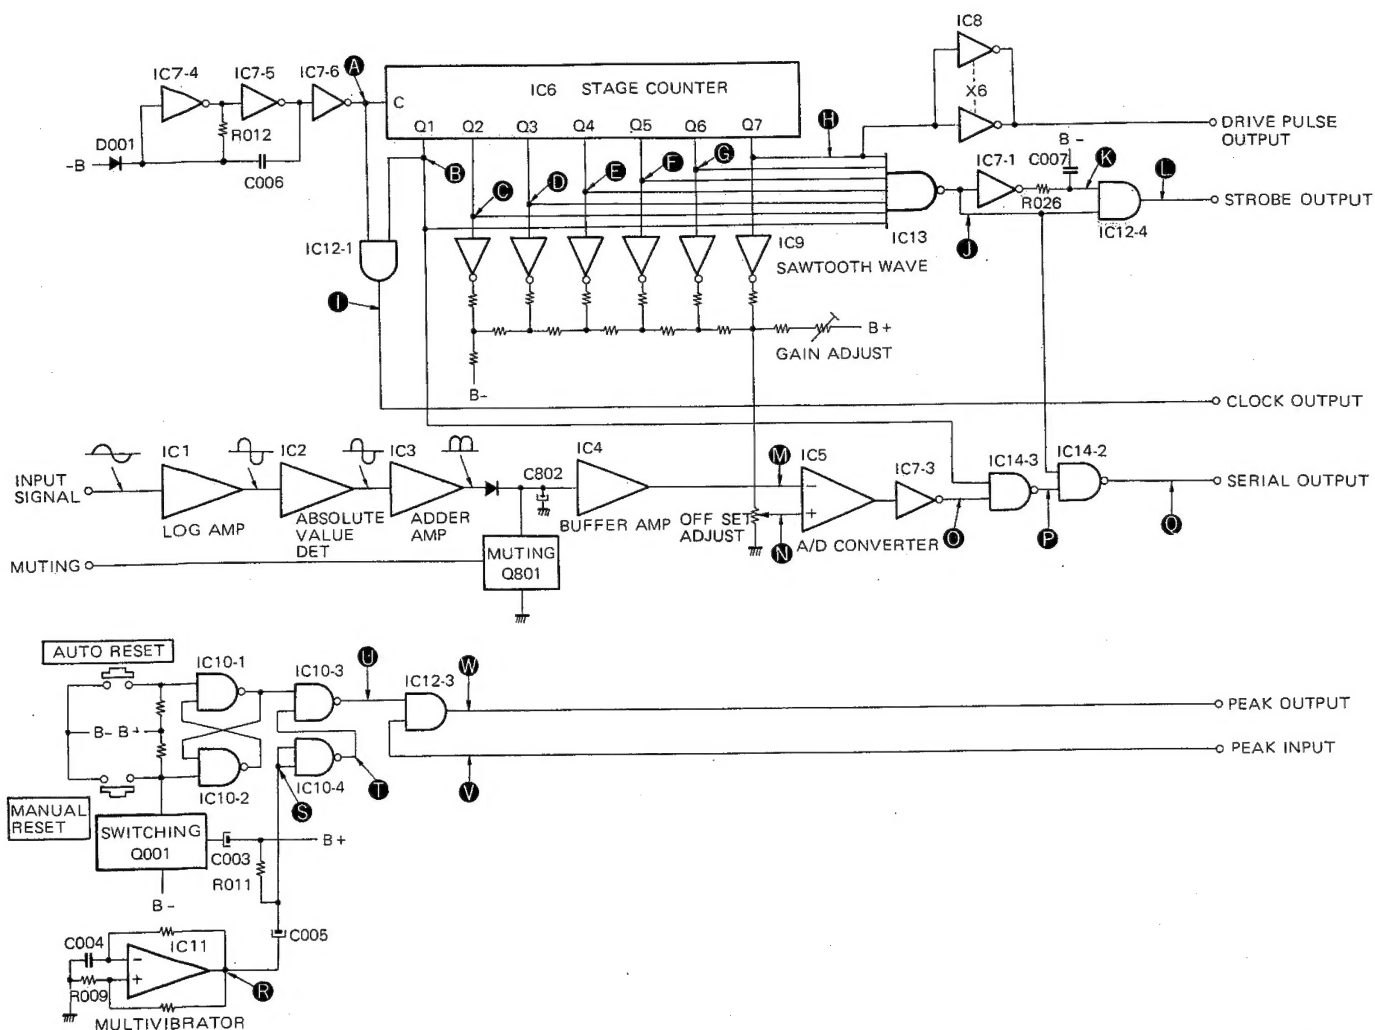 IC8
X6
DRIVE PULSE OUTPUT
IC7-4
IC7-5
IC7-6
A
IC6 STAGE COUNTER
C
Q1 Q2 Q3 Q4 Q5 Q6 Q7
H
-B
D001
R012
C006
B-
C007
IC7-1
K
L
R026
STROBE OUTPUT
IC12-4
B
C
D
E
F
G
J
IC13
IC12-1
IC9
SAWTOOTH WAVE
I
B+
GAIN ADJUST
B-
CLOCK OUTPUT
INPUT SIGNAL
IC1
LOG AMP
IC2
ABSOLUTE VALUE DET
IC3
ADDER AMP
C802
IC4
BUFFER AMP
M
OFF SET ADJUST
N
IC5
-
+
A/D CONVERTER
IC7-3
O
IC14-3
P
IC14-2
Q
SERIAL OUTPUT
MUTING
MUTING Q801
AUTO RESET
IC10-1
IC10-3
U
IC12-3
W
PEAK OUTPUT
B- B+
PEAK INPUT
IC10-2
IC10-4
S
T
V
MANUAL RESET
SWITCHING Q001
C003
B+
R011
B-
C004
IC11
C005
-
+
R009
R
MULTIVIBRATOR